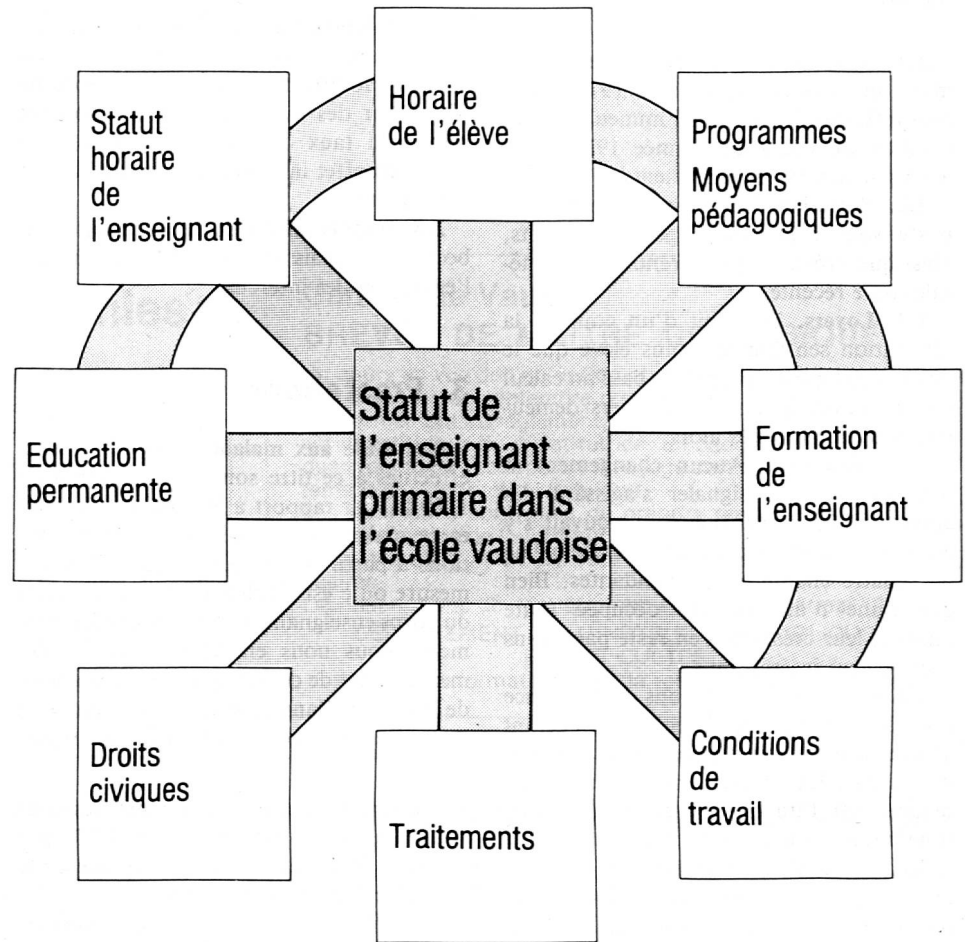 Statut
horaire
de
l'enseignant
Horaire
de l'élève
Programmes
Moyens
pédagogiques
Education
permanente
Statut de
l'enseignant
primaire dans
l'école vaudoise
Formation
de
l'enseignant
Droits
civiques
Traitements
Conditions
de
travail